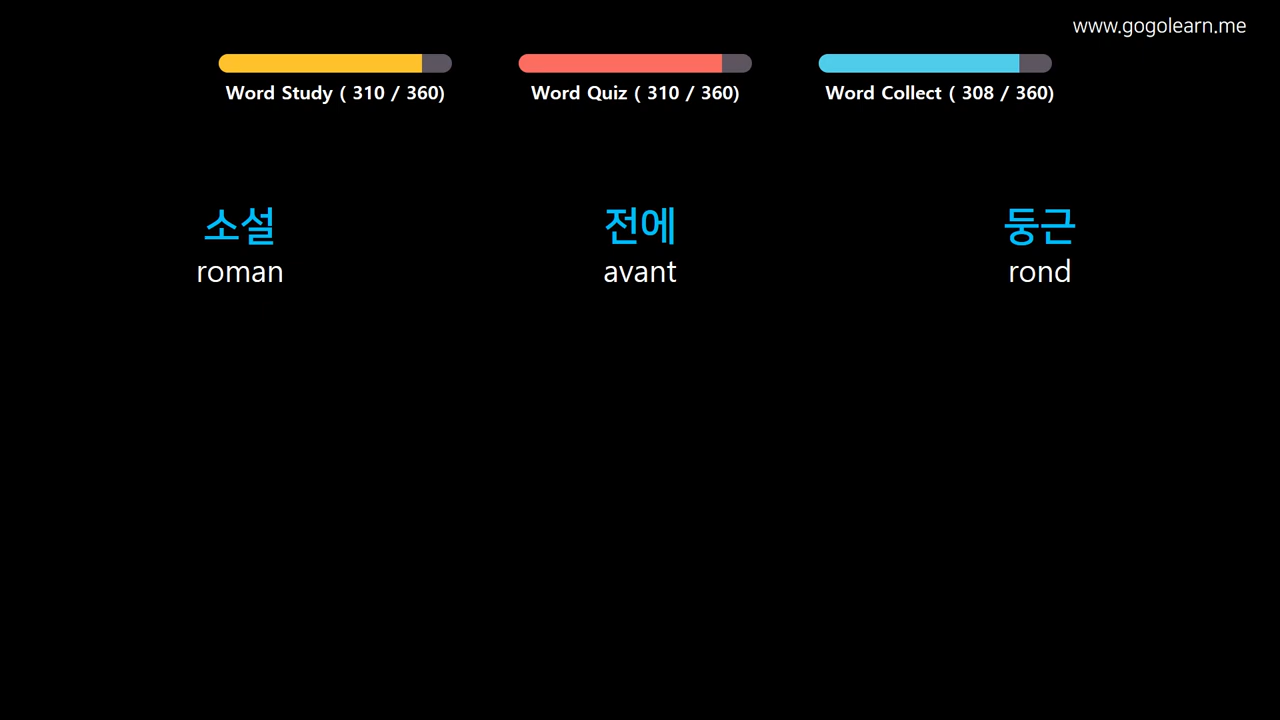 www.gogolearn.me
Word Study ( 310 / 360)
Word Quiz ( 310 / 360)
Word Collect ( 308 / 360)
소설
roman
전에
avant
둥근
rond